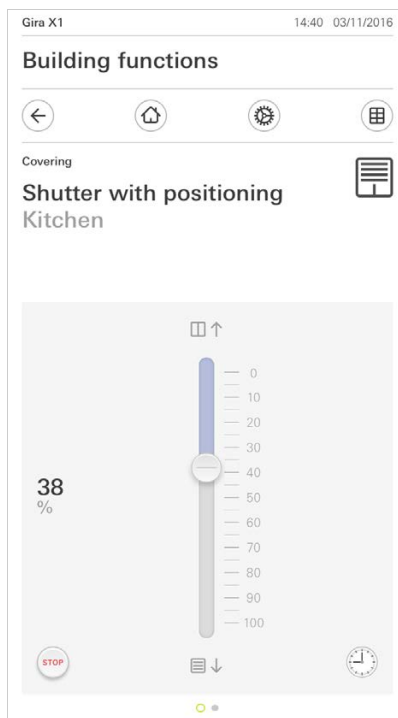 Gira X1 14:40 03/11/2016
Building functions
Covering
Shutter with positioning
Kitchen
0
10
20
30
40
50
60
70
80
90
100
38
%
STOP